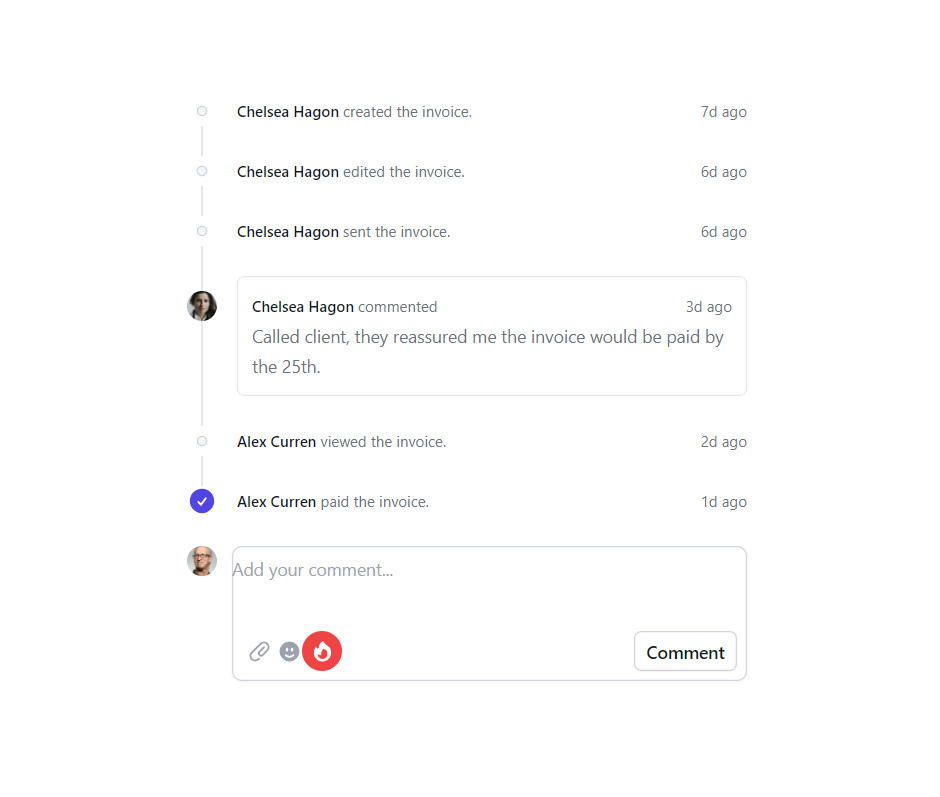 Chelsea Hagon created the invoice. 7d ago
Chelsea Hagon edited the invoice. 6d ago
Chelsea Hagon sent the invoice. 6d ago
Chelsea Hagon commented 3d ago
Called client, they reassured me the invoice would be paid by
the 25th.
Alex Curren viewed the invoice. 2d ago
Alex Curren paid the invoice. 1d ago
Add your comment...
Comment